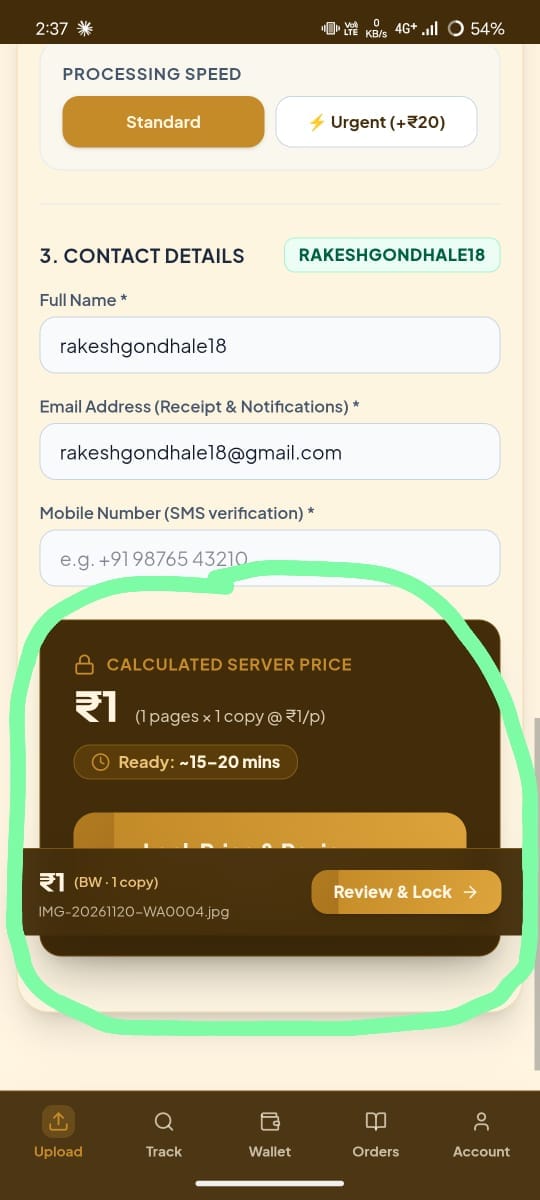 2:37
Vo)) LTE
0 KB/s
4G+
54%
PROCESSING SPEED
Standard
⚡ Urgent (+₹20)
3. CONTACT DETAILS
RAKESHGONDHALE18
Full Name *
rakeshgondhale18
Email Address (Receipt & Notifications) *
rakeshgondhale18@gmail.com
Mobile Number (SMS verification) *
e.g. +91 98765 43210
CALCULATED SERVER PRICE
₹1 (1 pages × 1 copy @ ₹1/p)
Ready: ~15–20 mins
₹1 (BW · 1 copy)
IMG-20261120-WA0004.jpg
Review & Lock →
Upload
Track
Wallet
Orders
Account